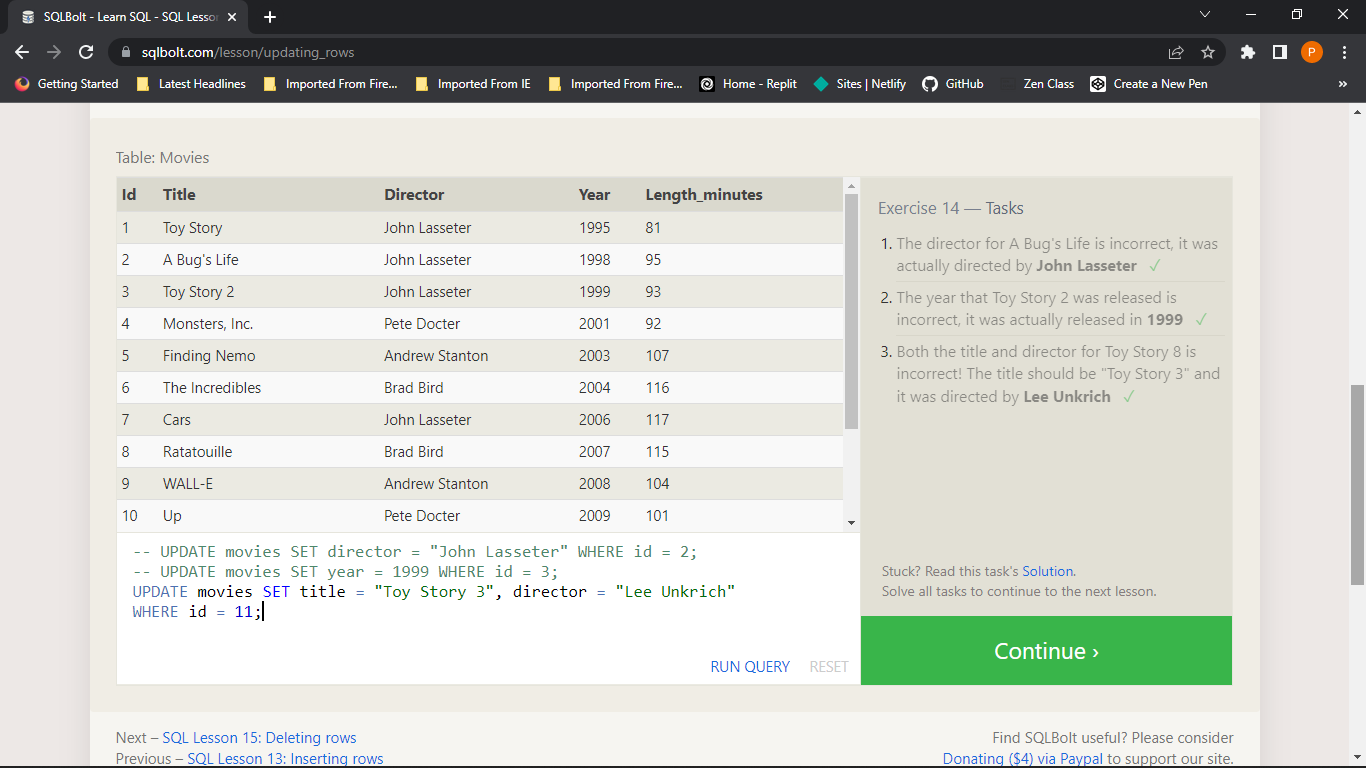 SQLBolt - Learn SQL - SQL Lesson
sqlbolt.com/lesson/updating_rows
P
Getting Started Latest Headlines Imported From Fire... Imported From IE Imported From Fire... Home - Replit Sites | Netlify GitHub Zen Class Create a New Pen »
Table: Movies
Id Title Director Year Length_minutes
1 Toy Story John Lasseter 1995 81
2 A Bug's Life John Lasseter 1998 95
3 Toy Story 2 John Lasseter 1999 93
4 Monsters, Inc. Pete Docter 2001 92
5 Finding Nemo Andrew Stanton 2003 107
6 The Incredibles Brad Bird 2004 116
7 Cars John Lasseter 2006 117
8 Ratatouille Brad Bird 2007 115
9 WALL-E Andrew Stanton 2008 104
10 Up Pete Docter 2009 101
-- UPDATE movies SET director = "John Lasseter" WHERE id = 2;
-- UPDATE movies SET year = 1999 WHERE id = 3;
UPDATE movies SET title = "Toy Story 3", director = "Lee Unkrich"
WHERE id = 11;
RUN QUERY RESET
Exercise 14 — Tasks
1. The director for A Bug's Life is incorrect, it was
actually directed by John Lasseter ✓
2. The year that Toy Story 2 was released is
incorrect, it was actually released in 1999 ✓
3. Both the title and director for Toy Story 8 is
incorrect! The title should be "Toy Story 3" and
it was directed by Lee Unkrich ✓
Stuck? Read this task's Solution.
Solve all tasks to continue to the next lesson.
Continue ›
Next – SQL Lesson 15: Deleting rows
Previous – SQL Lesson 13: Inserting rows
Find SQLBolt useful? Please consider
Donating ($4) via Paypal to support our site.